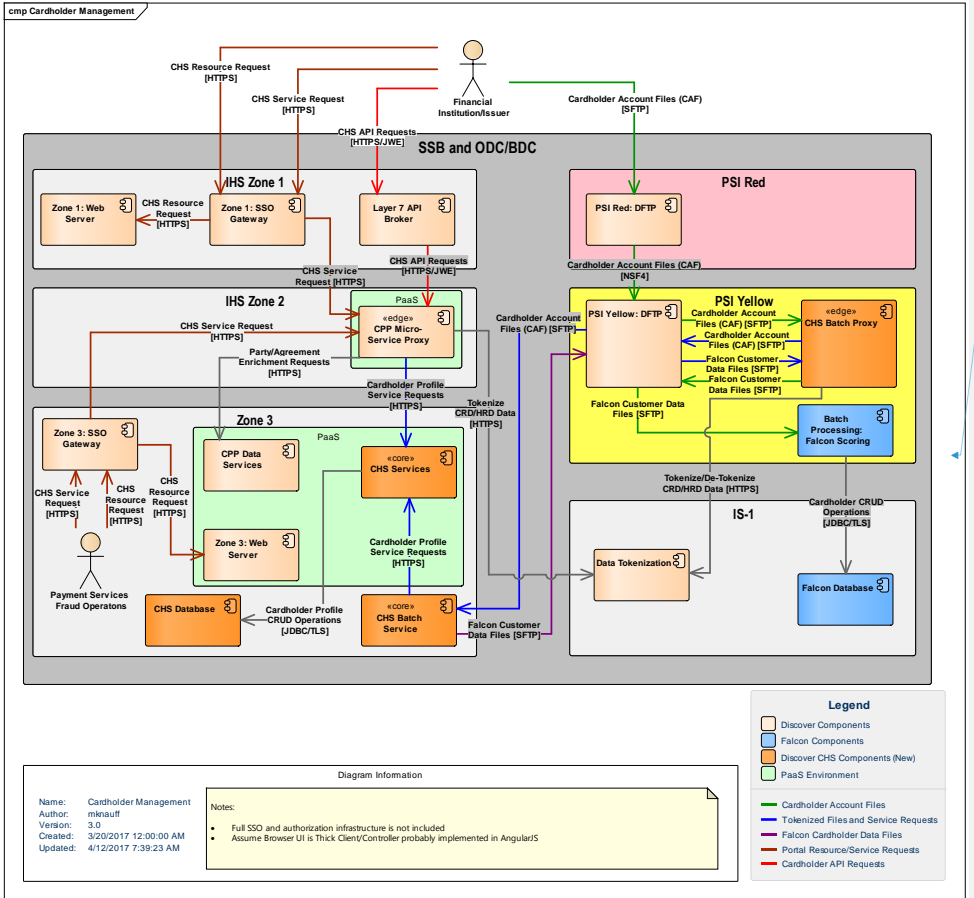 cmp Cardholder Management
CHS Resource Request
[HTTPS]
CHS Service Request
[HTTPS]
CHS API Requests
[HTTPS/JWE]
Financial
Institution/Issuer
Cardholder Account Files (CAF)
[SFTP]
SSB and ODC/BDC
IHS Zone 1
Zone 1: Web
Server
CHS Resource
Request
[HTTPS]
Zone 1: SSO
Gateway
Layer 7 API
Broker
CHS API Requests
[HTTPS/JWE]
CHS Service
Request [HTTPS]
PSI Red
PSI Red: DFTP
Cardholder Account Files (CAF)
[NSF4]
IHS Zone 2
PaaS
«edge»
CPP Micro-
Service Proxy
CHS Service Request
[HTTPS]
Party/Agreement
Enrichment Requests
[HTTPS]
Cardholder Profile
Service Requests
[HTTPS]
Tokenize
CRD/HRD Data
[HTTPS]
Cardholder Account
Files (CAF) [SFTP]
PSI Yellow
PSI Yellow: DFTP
Cardholder Account
Files (CAF) [SFTP]
Cardholder Account
Files (CAF) [SFTP]
Falcon Customer
Data Files [SFTP]
Falcon Customer
Data Files [SFTP]
«edge»
CHS Batch Proxy
Falcon Customer Data
Files [SFTP]
Batch
Processing:
Falcon Scoring
Zone 3
Zone 3: SSO
Gateway
PaaS
CPP Data
Services
«core»
CHS Services
CHS Service
Request
[HTTPS]
CHS
Resource
Request
[HTTPS]
CHS
Resource
Request
[HTTPS]
Zone 3: Web
Server
Cardholder Profile
Service Requests
[HTTPS]
Payment Services
Fraud Operatons
CHS Database
Cardholder Profile
CRUD Operations
[JDBC/TLS]
«core»
CHS Batch
Service
Falcon Customer
Data Files [SFTP]
Tokenize/De-Tokenize
CRD/HRD Data [HTTPS]
Cardholder CRUD
Operations
[JDBC/TLS]
IS-1
Data Tokenization
Falcon Database
Legend
Discover Components
Falcon Components
Discover CHS Components (New)
PaaS Environment
Cardholder Account Files
Tokenized Files and Service Requests
Falcon Cardholder Data Files
Portal Resource/Service Requests
Cardholder API Requests
Diagram Information
Name: Cardholder Management
Author: mknauff
Version: 3.0
Created: 3/20/2017 12:00:00 AM
Updated: 4/12/2017 7:39:23 AM
Notes:
• Full SSO and authorization infrastructure is not included
• Assume Browser UI is Thick Client/Controller probably implemented in AngularJS